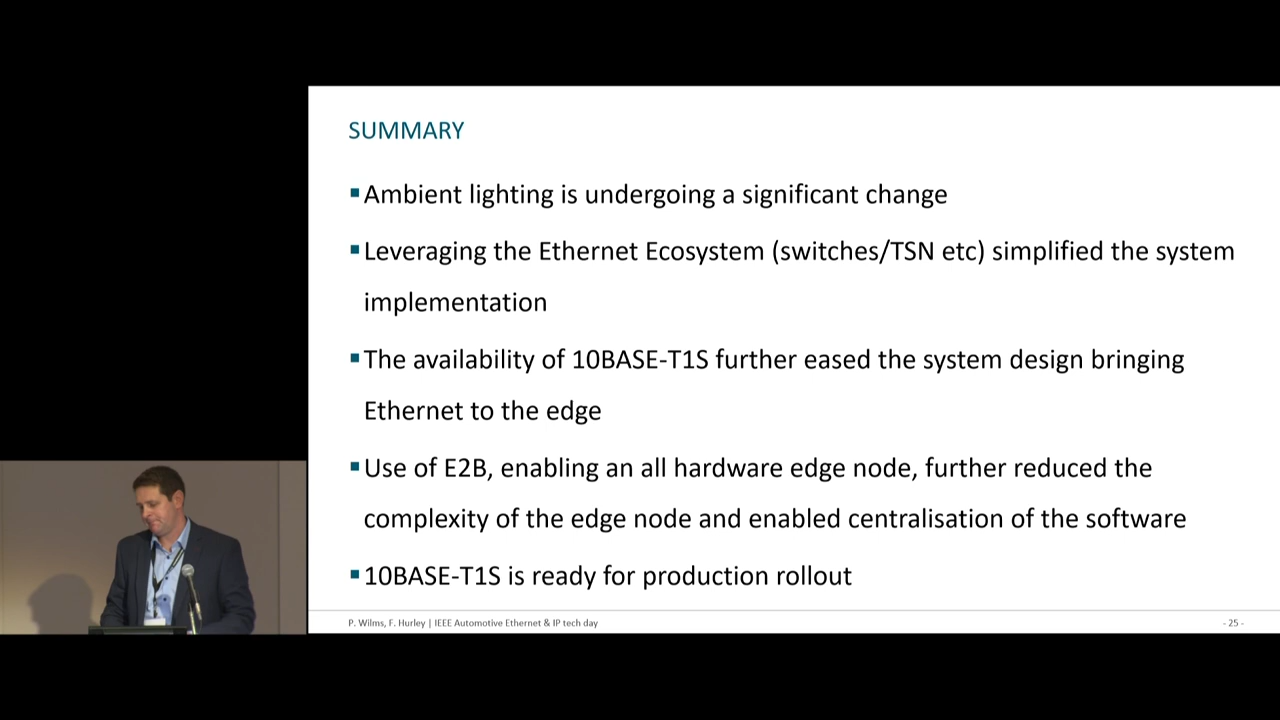 SUMMARY
▪Ambient lighting is undergoing a significant change
▪Leveraging the Ethernet Ecosystem (switches/TSN etc) simplified the system
implementation
▪The availability of 10BASE-T1S further eased the system design bringing
Ethernet to the edge
▪Use of E2B, enabling an all hardware edge node, further reduced the
complexity of the edge node and enabled centralisation of the software
▪10BASE-T1S is ready for production rollout
P. Wilms, F. Hurley | IEEE Automotive Ethernet & IP tech day
- 25 -